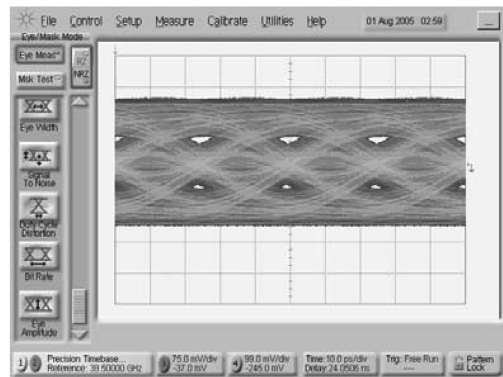 File Control Setup Measure Calibrate Utilities Help 01 Aug 2005 02:59
Eye/Mask Mode...
Eye Meas
Msk Test
RZ
NRZ
Eye Width
Signal
To Noise
Duty Cycle
Distortion
Bit Rate
Eye
Amplitude
1) Precision Timebase...
Reference: 39.50000 GHz
3) 75.0 mV/div
-37.0 mV
4) 99.0 mV/div
-245.0 mV
Time:10.0 ps/div
Delay:24.0506 ns
Trig: Free Run
Pattern
Lock